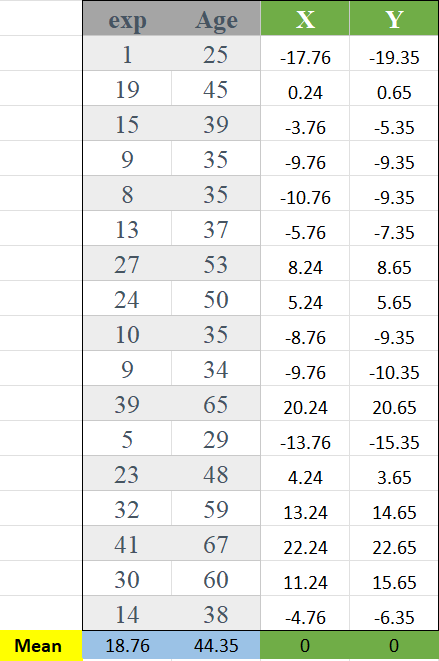 exp Age X Y
1 25 -17.76 -19.35
19 45 0.24 0.65
15 39 -3.76 -5.35
9 35 -9.76 -9.35
8 35 -10.76 -9.35
13 37 -5.76 -7.35
27 53 8.24 8.65
24 50 5.24 5.65
10 35 -8.76 -9.35
9 34 -9.76 -10.35
39 65 20.24 20.65
5 29 -13.76 -15.35
23 48 4.24 3.65
32 59 13.24 14.65
41 67 22.24 22.65
30 60 11.24 15.65
14 38 -4.76 -6.35
Mean 18.76 44.35 0 0